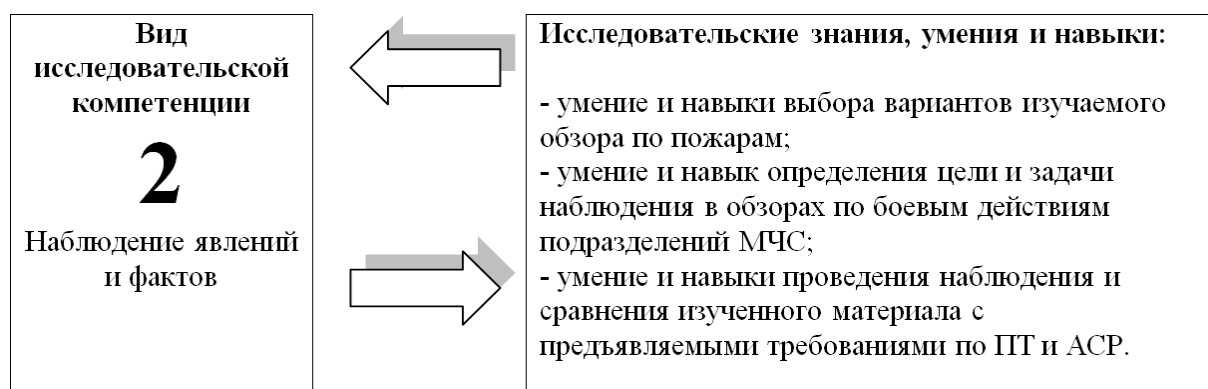 Вид
исследовательской
компетенции
2
Наблюдение явлений
и фактов
Исследовательские знания, умения и навыки:
- умение и навыки выбора вариантов изучаемого
обзора по пожарам;
- умение и навык определения цели и задачи
наблюдения в обзорах по боевым действиям
подразделений МЧС;
- умение и навыки проведения наблюдения и
сравнения изученного материала с
предъявляемыми требованиями по ПТ и АСР.